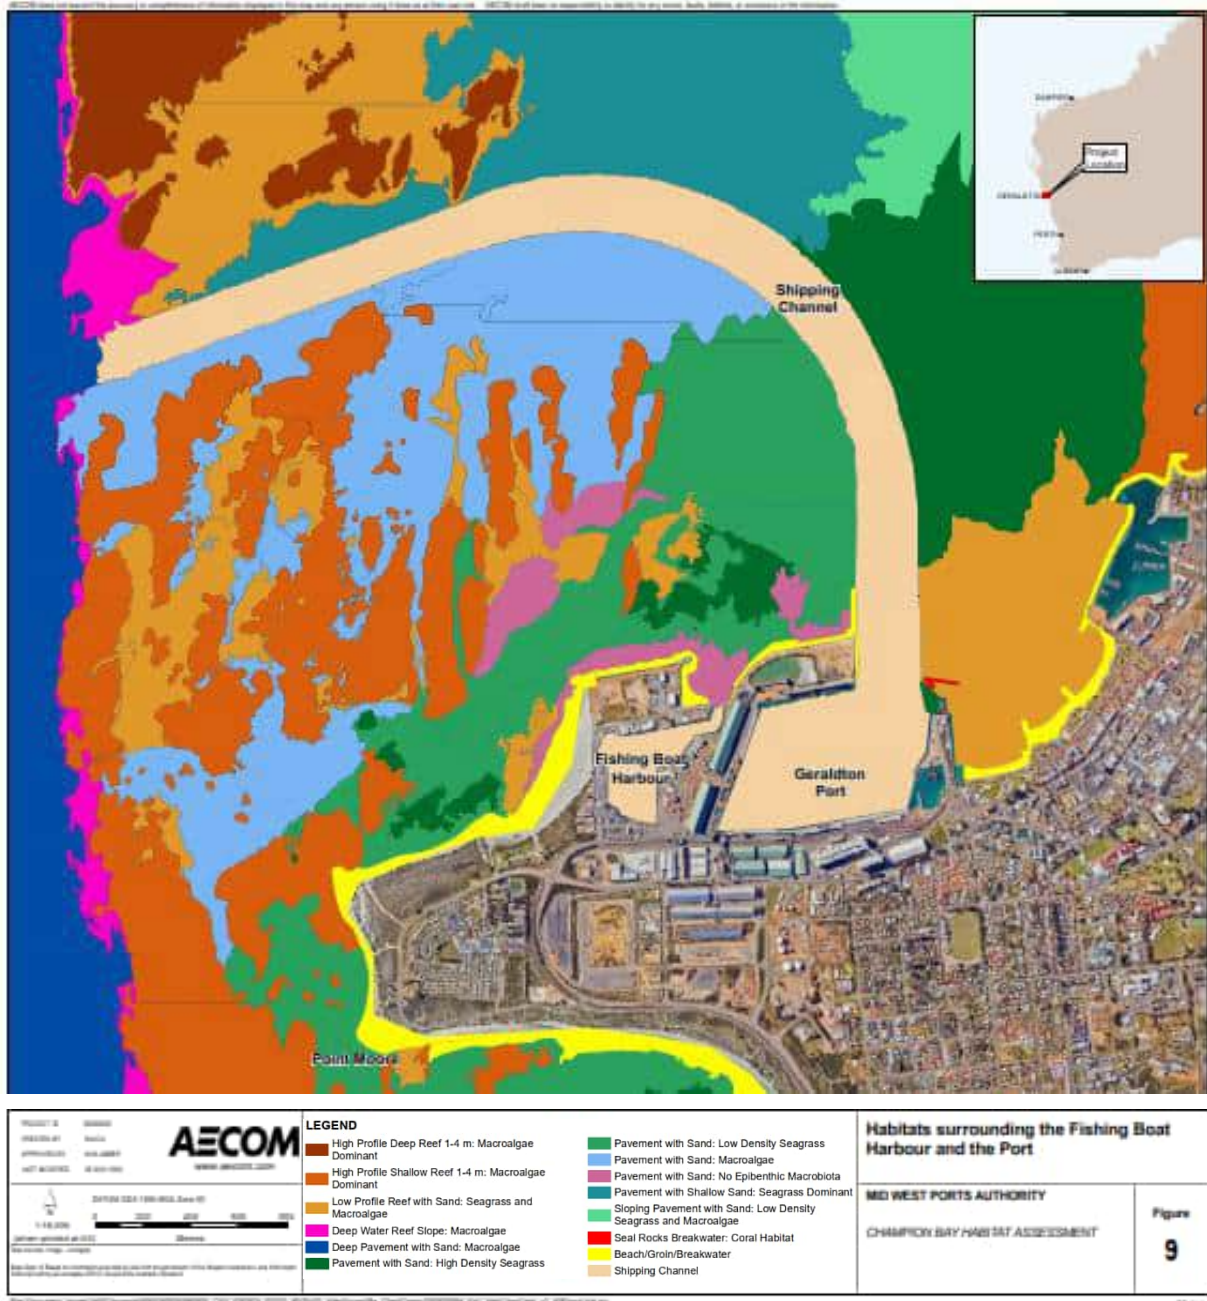 Project
Location
GERALDTON
PERTH
Shipping
Channel
Fishing Boat
Harbour
Geraldton
Port
Point Moore
AECOM
www.aecom.com
LEGEND
High Profile Deep Reef 1-4 m: Macroalgae
Dominant
High Profile Shallow Reef 1-4 m: Macroalgae
Dominant
Low Profile Reef with Sand: Seagrass and
Macroalgae
Deep Water Reef Slope: Macroalgae
Deep Pavement with Sand: Macroalgae
Pavement with Sand: High Density Seagrass
Pavement with Sand: Low Density Seagrass
Pavement with Sand: Macroalgae
Pavement with Sand: No Epibenthic Macrobiota
Pavement with Shallow Sand: Seagrass Dominant
Sloping Pavement with Sand: Low Density
Seagrass and Macroalgae
Seal Rocks Breakwater: Coral Habitat
Beach/Groin/Breakwater
Shipping Channel
Habitats surrounding the Fishing Boat
Harbour and the Port
MID WEST PORTS AUTHORITY
CHAMPION BAY HABITAT ASSESSMENT
Figure
9